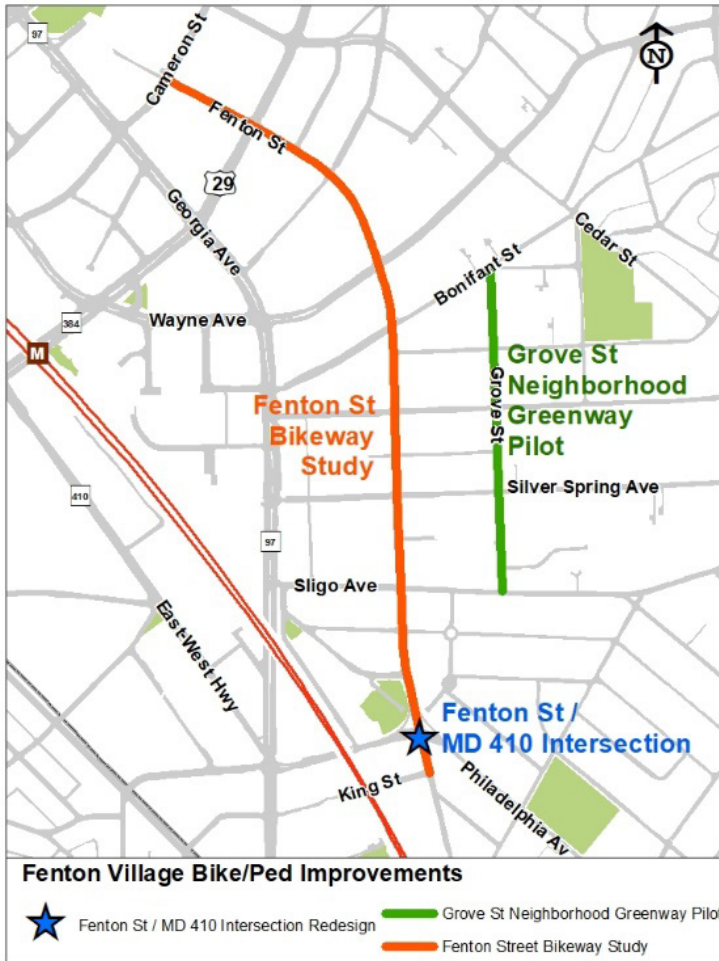 97
Cameron St
N
Fenton St
29
Georgia Ave
Cedar St
Bonifant St
384
Wayne Ave
M
Grove St
Neighborhood
Greenway
Pilot
Grove St
Fenton St
Bikeway
Study
Silver Spring Ave
410
97
Sligo Ave
East-West Hwy
Fenton St /
MD 410 Intersection
King St
Philadelphia Av
Fenton Village Bike/Ped Improvements
Fenton St / MD 410 Intersection Redesign
Grove St Neighborhood Greenway Pilot
Fenton Street Bikeway Study